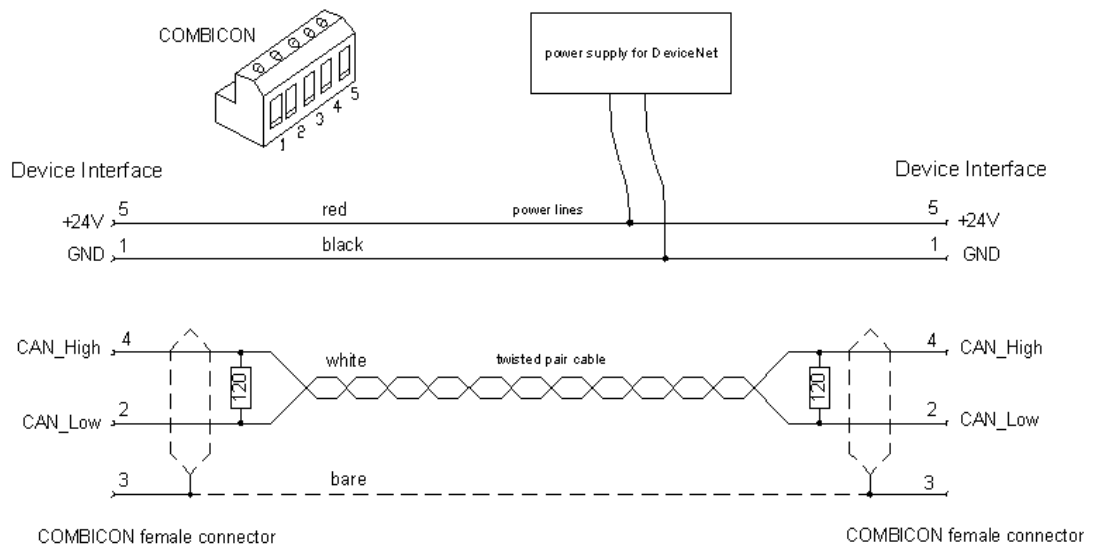 COMBICON
power supply for DeviceNet
1 2 3 4 5
Device Interface
Device Interface
+24V 5 red power lines 5 +24V
GND 1 black 1 GND
CAN_High 4 white twisted pair cable 4 CAN_High
120 120
CAN_Low 2 2 CAN_Low
3 bare 3
COMBICON female connector
COMBICON female connector